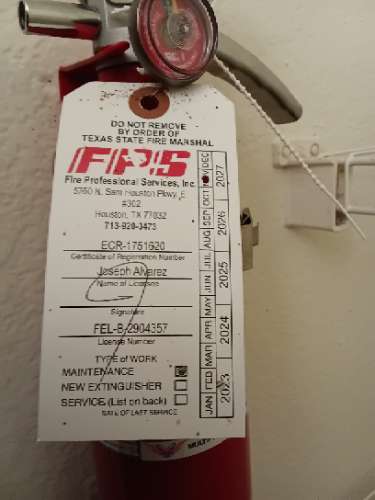 DO NOT REMOVE
BY ORDER OF
TEXAS STATE FIRE MARSHAL
FPS
Fire Professional Services, Inc.
5760 N. Sam Houston Pkwy E
#302
Houston, TX 77032
713-920-3473
ECR-1751620
Certificate of Registration Number
Joseph Alvarez
Name of Licensee
Signature
FEL-B-2904357
License Number
TYPE of WORK
MAINTENANCE
NEW EXTINGUISHER
SERVICE (List on back)
DATE OF LAST SERVICE
JAN FEB MAR APR MAY JUN JUL AUG SEP OCT NOV DEC
2023 2024 2025 2026 2027